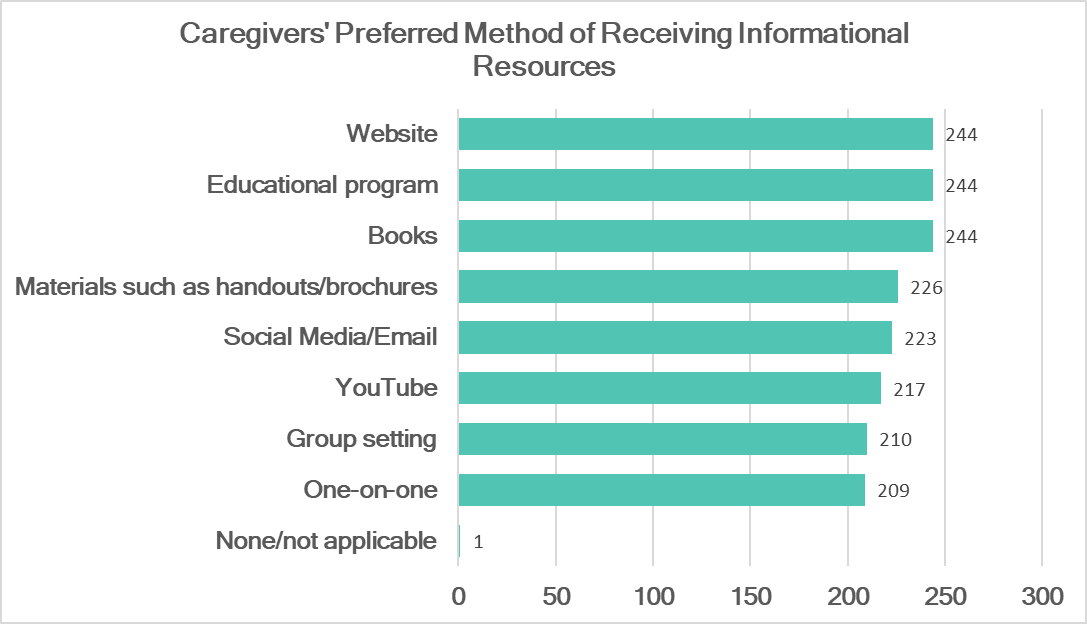 Caregivers' Preferred Method of Receiving Informational
Resources
Website 244
Educational program 244
Books 244
Materials such as handouts/brochures 226
Social Media/Email 223
YouTube 217
Group setting 210
One-on-one 209
None/not applicable 1
0 50 100 150 200 250 300